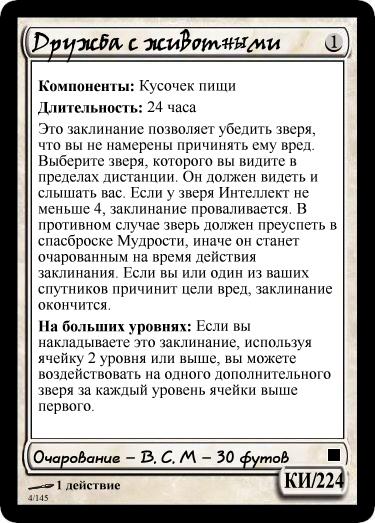 Дружба с животными 1
Компоненты: Кусочек пищи
Длительность: 24 часа
Это заклинание позволяет убедить зверя,
что вы не намерены причинять ему вред.
Выберите зверя, которого вы видите в
пределах дистанции. Он должен видеть и
слышать вас. Если у зверя Интеллект не
меньше 4, заклинание проваливается. В
противном случае зверь должен преуспеть в
спасброске Мудрости, иначе он станет
очарованным на время действия
заклинания. Если вы или один из ваших
спутников причинит цели вред, заклинание
окончится.
На больших уровнях: Если вы
накладываете это заклинание, используя
ячейку 2 уровня или выше, вы можете
воздействовать на одного дополнительного
зверя за каждый уровень ячейки выше
первого.
Очарование – В, С, М – 30 футов
КИ/224
1 действие
4/145